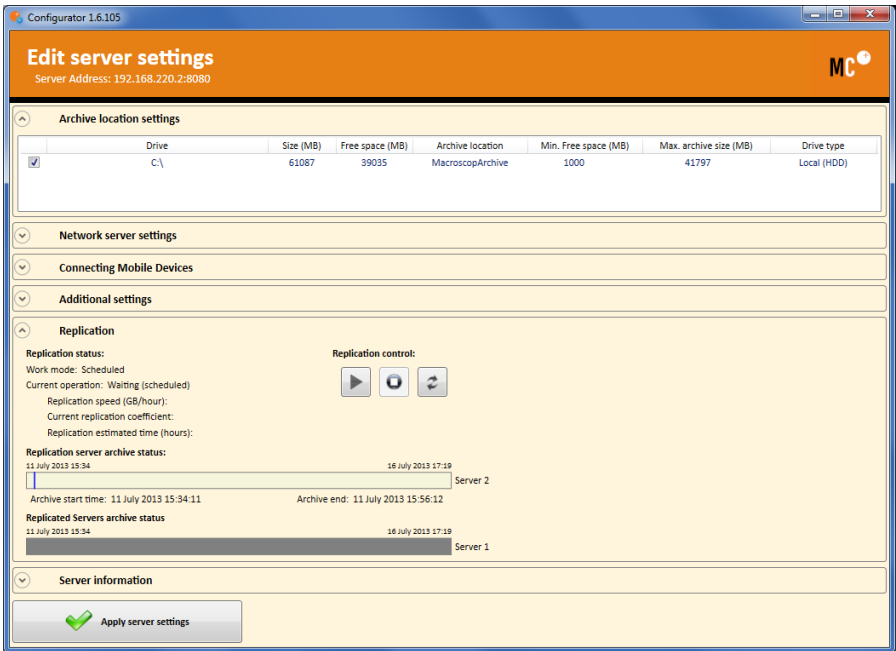 Configurator 1.6.105
Edit server settings
Server Address: 192.168.220.2:8080
MC
Archive location settings
Drive Size (MB) Free space (MB) Archive location Min. Free space (MB) Max. archive size (MB) Drive type
C:\ 61087 39035 MacroscopArchive 1000 41797 Local (HDD)
Network server settings
Connecting Mobile Devices
Additional settings
Replication
Replication status: Replication control:
Work mode: Scheduled
Current operation: Waiting (scheduled)
Replication speed (GB/hour):
Current replication coefficient:
Replication estimated time (hours):
Replication server archive status:
11 July 2013 15:34 16 July 2013 17:19
Server 2
Archive start time: 11 July 2013 15:34:11 Archive end: 11 July 2013 15:56:12
Replicated Servers archive status
11 July 2013 15:34 16 July 2013 17:19
Server 1
Server information
Apply server settings